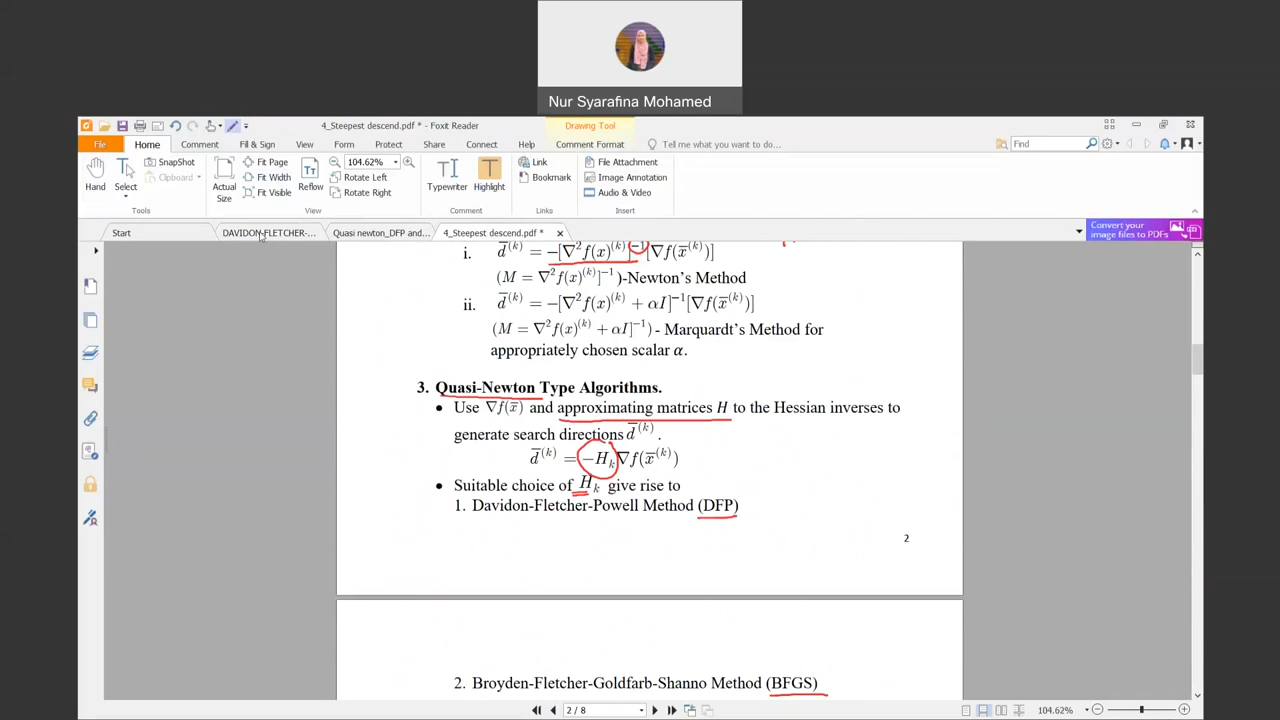 Nur Syarafina Mohamed
4_Steepest descend.pdf * - Foxit Reader
Drawing Tool
File Home Comment Fill & Sign View Form Protect Share Connect Help Comment Format Tell me what you want to do... Find
Hand
Select
SnapShot
Clipboard
Tools
Actual Size
Fit Page
Fit Width
Fit Visible
Reflow
104.62%
Rotate Left
Rotate Right
View
Typewriter
Highlight
Comment
Link
Bookmark
Links
File Attachment
Image Annotation
Audio & Video
Insert
Start
DAVIDON-FLETCHER-...
Quasi newton_DFP and...
4_Steepest descend.pdf *
Convert your image files to PDFs
i. d̅^(k) = −[∇²f(x)^(k)]^−1[∇f(x̅^(k))]
(M = ∇²f(x)^(k)]^−1)-Newton's Method
ii. d̅^(k) = −[∇²f(x)^(k) + αI]^−1[∇f(x̅^(k))]
(M = ∇²f(x)^(k) + αI]^−1) - Marquardt's Method for
appropriately chosen scalar α.
3. Quasi-Newton Type Algorithms.
• Use ∇f(x̅) and approximating matrices H to the Hessian inverses to
generate search directions d̅^(k) .
d̅^(k) = −H_k∇f(x̅^(k))
• Suitable choice of H_k give rise to
1. Davidon-Fletcher-Powell Method (DFP)
2
2. Broyden-Fletcher-Goldfarb-Shanno Method (BFGS)
2 / 8
104.62%